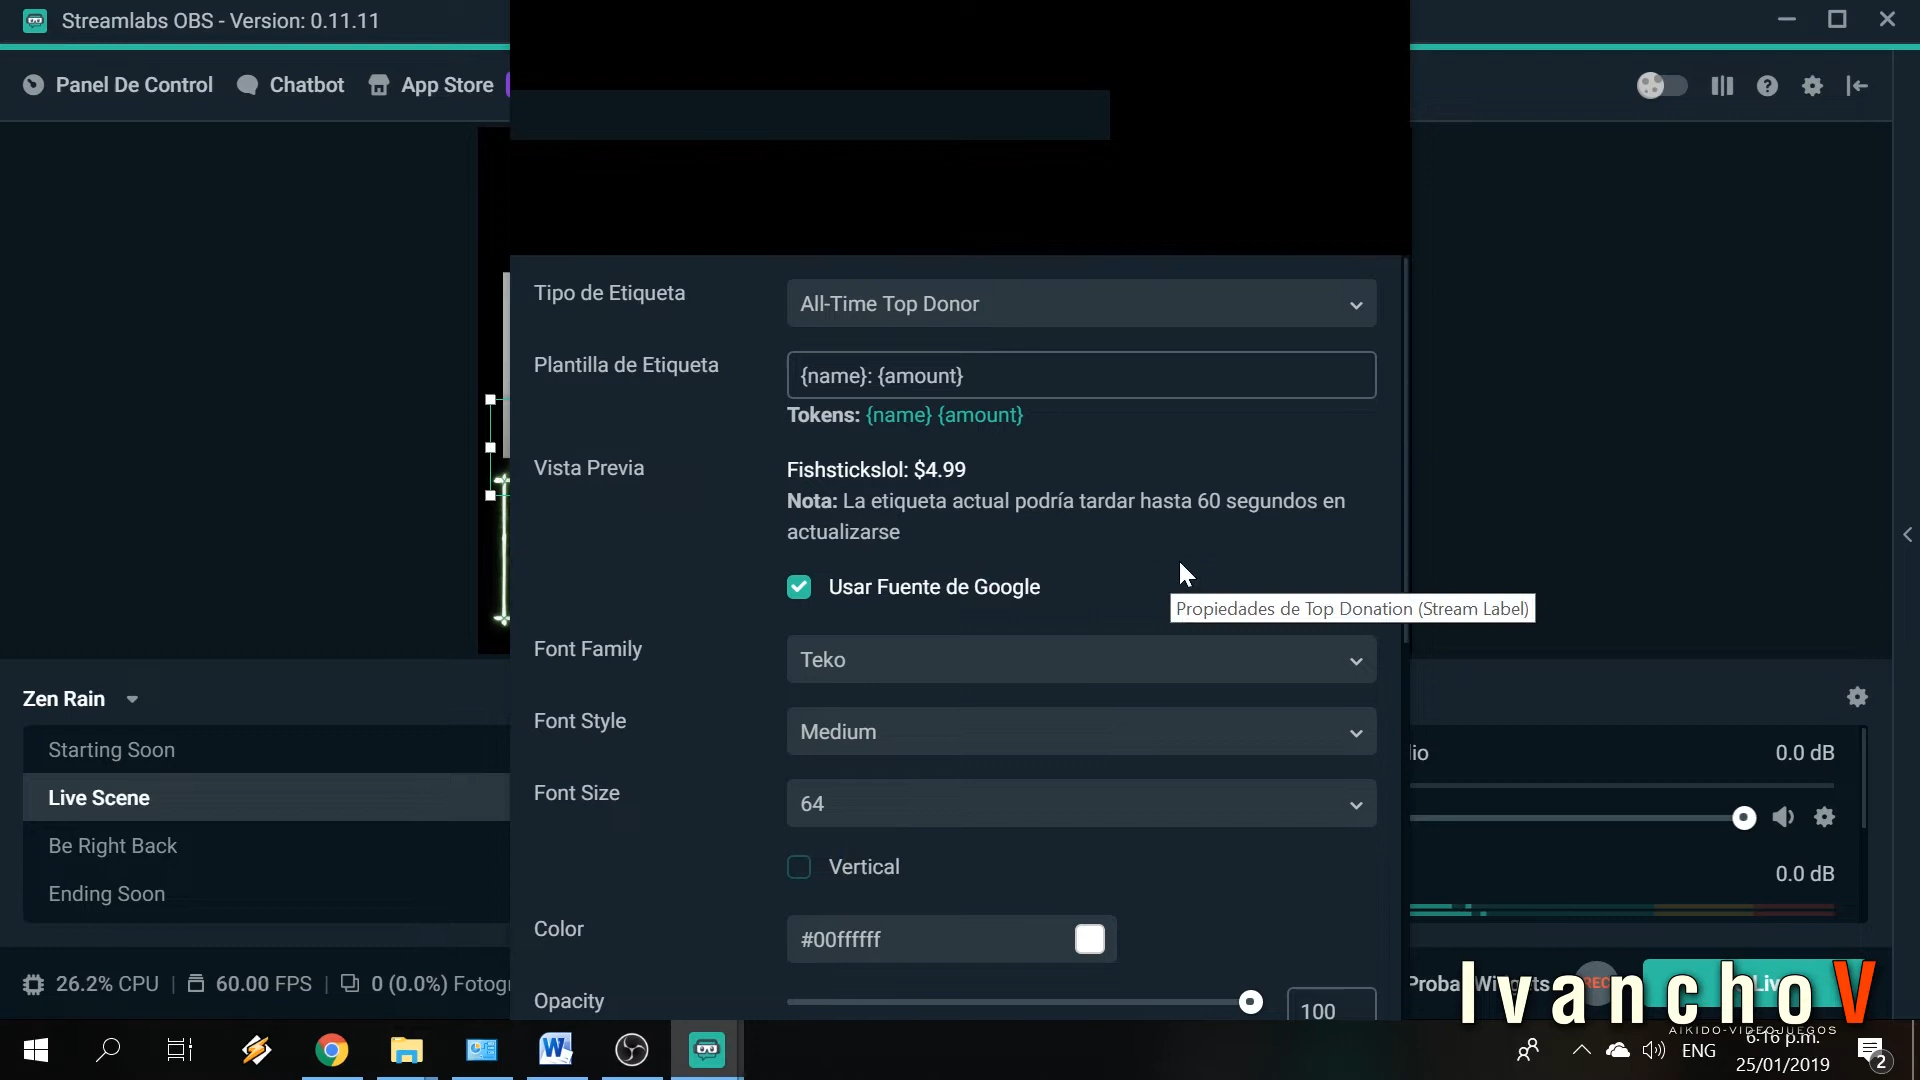 Streamlabs OBS - Version: 0.11.11
Panel De Control
Chatbot
App Store
Tipo de Etiqueta
All-Time Top Donor
Plantilla de Etiqueta
{name}: {amount}
Tokens: {name} {amount}
Vista Previa
Fishstickslol: $4.99
Nota: La etiqueta actual podría tardar hasta 60 segundos en
actualizarse
Usar Fuente de Google
Propiedades de Top Donation (Stream Label)
Font Family
Teko
Font Style
Medium
Font Size
64
Vertical
Color
#00ffffff
Opacity
100
Zen Rain
Starting Soon
Live Scene
Be Right Back
Ending Soon
dio
0.0 dB
0.0 dB
26.2% CPU
60.00 FPS
0 (0.0%) Fotogr
REC
IvanchoV
AIKIDO-VIDEOJUEGOS
ENG
6:16 p.m.
25/01/2019
2